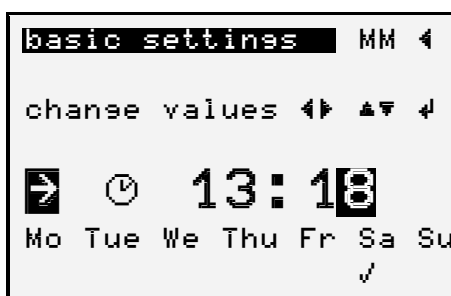 basic settings MM
change values
13:18
Mo Tue We Thu Fr Sa Su